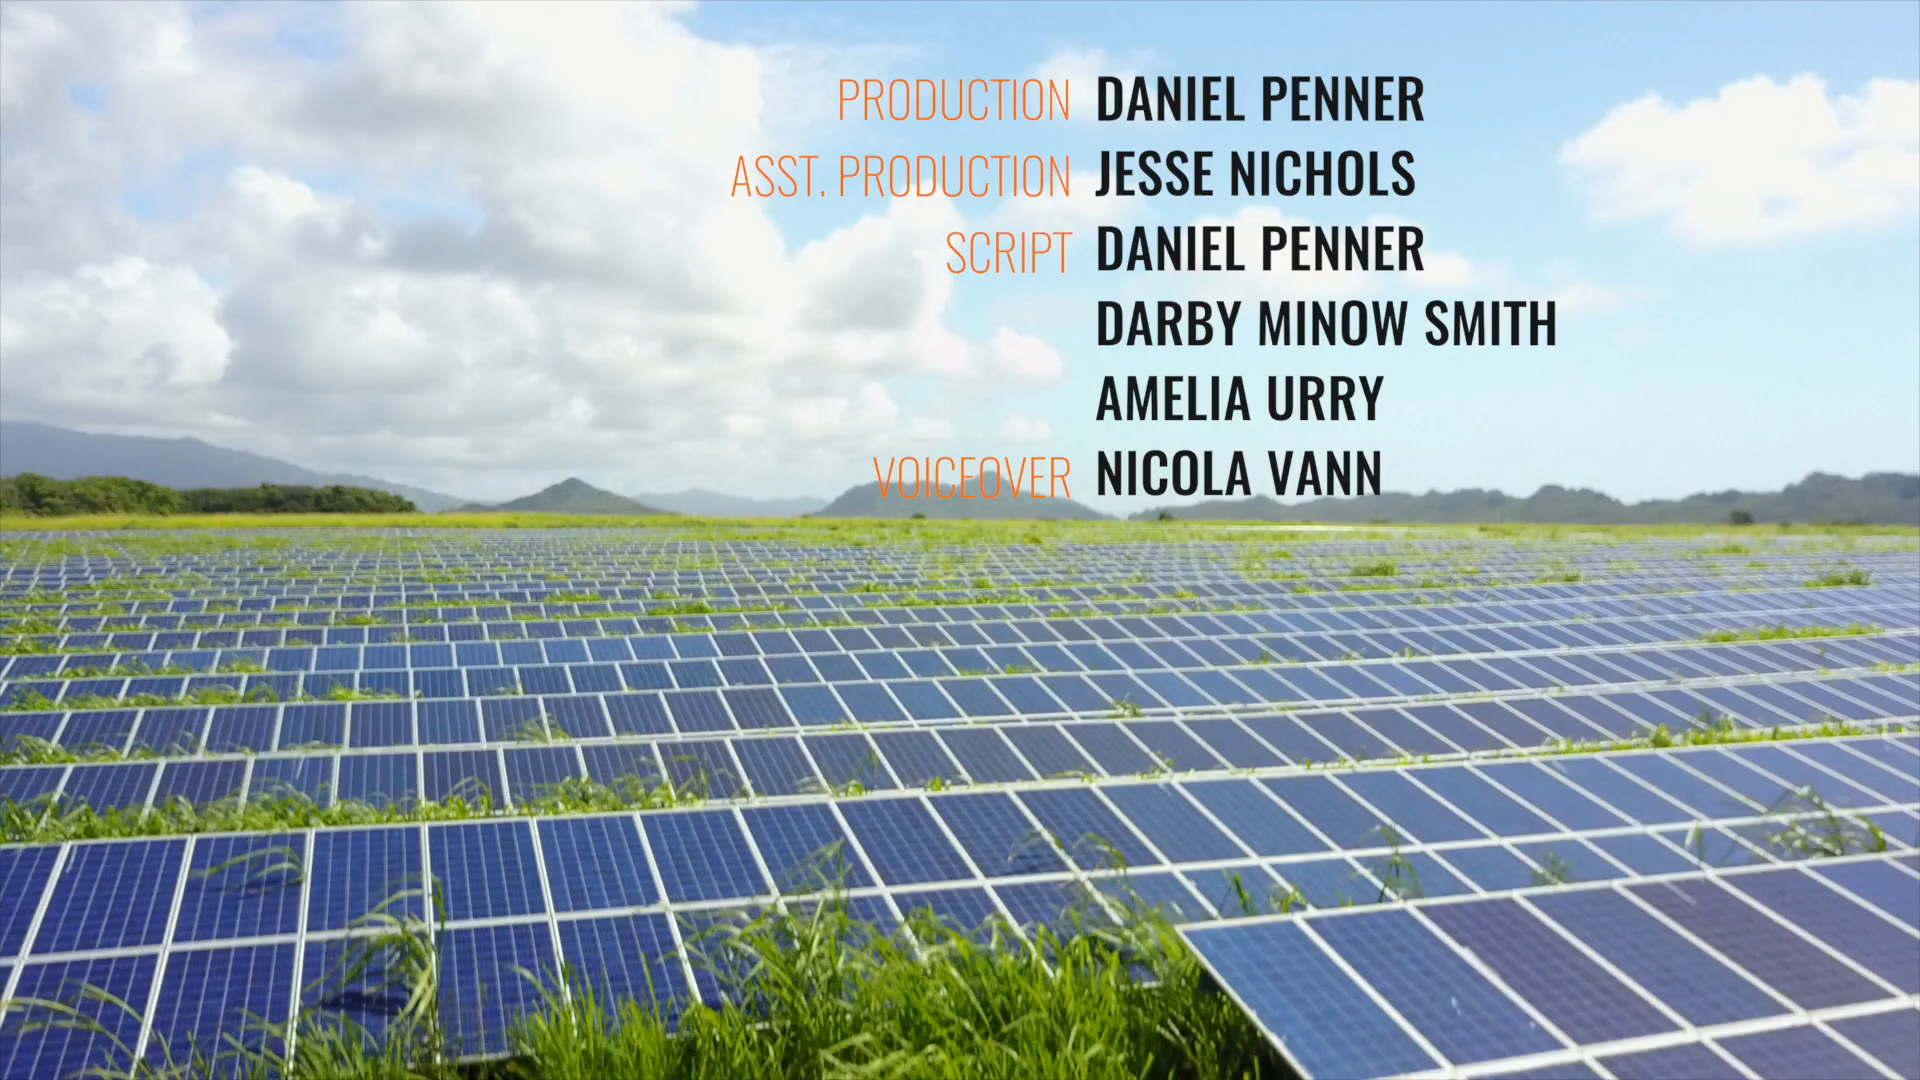 PRODUCTION DANIEL PENNER
ASST. PRODUCTION JESSE NICHOLS
SCRIPT DANIEL PENNER
DARBY MINOW SMITH
AMELIA URRY
VOICEOVER NICOLA VANN